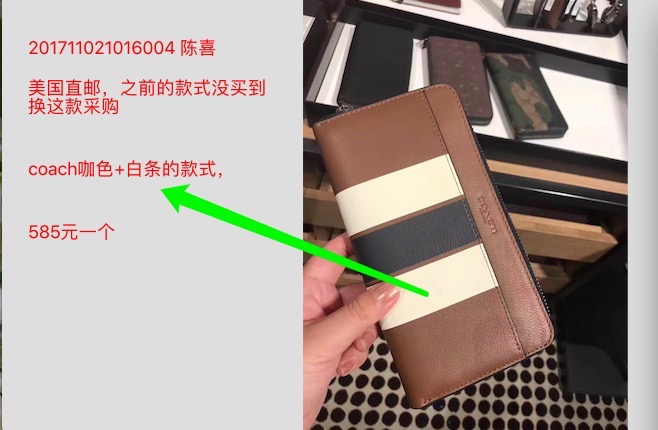 201711021016004 陈喜
美国直邮，之前的款式没买到
换这款采购
coach咖色+白条的款式，
585元一个
COACH